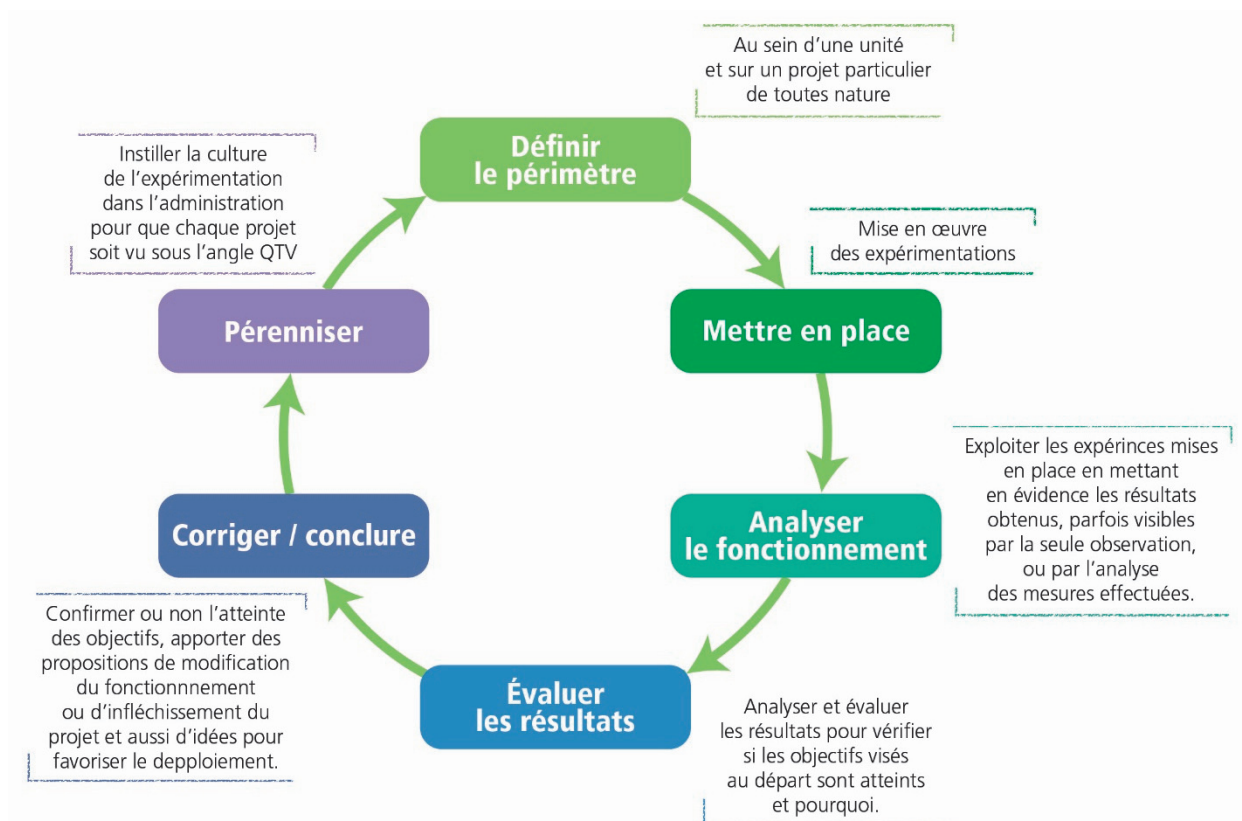 Au sein d’une unité
et sur un projet particulier
de toutes nature
Définir
le périmètre
Instiller la culture
de l’expérimentation
dans l’administration
pour que chaque projet
soit vu sous l’angle QTV
Mise en œuvre
des expérimentations
Pérenniser
Mettre en place
Exploiter les expérinces mises
en place en mettant
en évidence les résultats
obtenus, parfois visibles
par la seule observation,
ou par l’analyse
des mesures effectuées.
Corriger / conclure
Analyser
le fonctionnement
Confirmer ou non l’atteinte
des objectifs, apporter des
propositions de modification
du fonctionnnement
ou d’infléchissement du
projet et aussi d’idées pour
favoriser le depploiement.
Évaluer
les résultats
Analyser et évaluer
les résultats pour vérifier
si les objectifs visés
au départ sont atteints
et pourquoi.